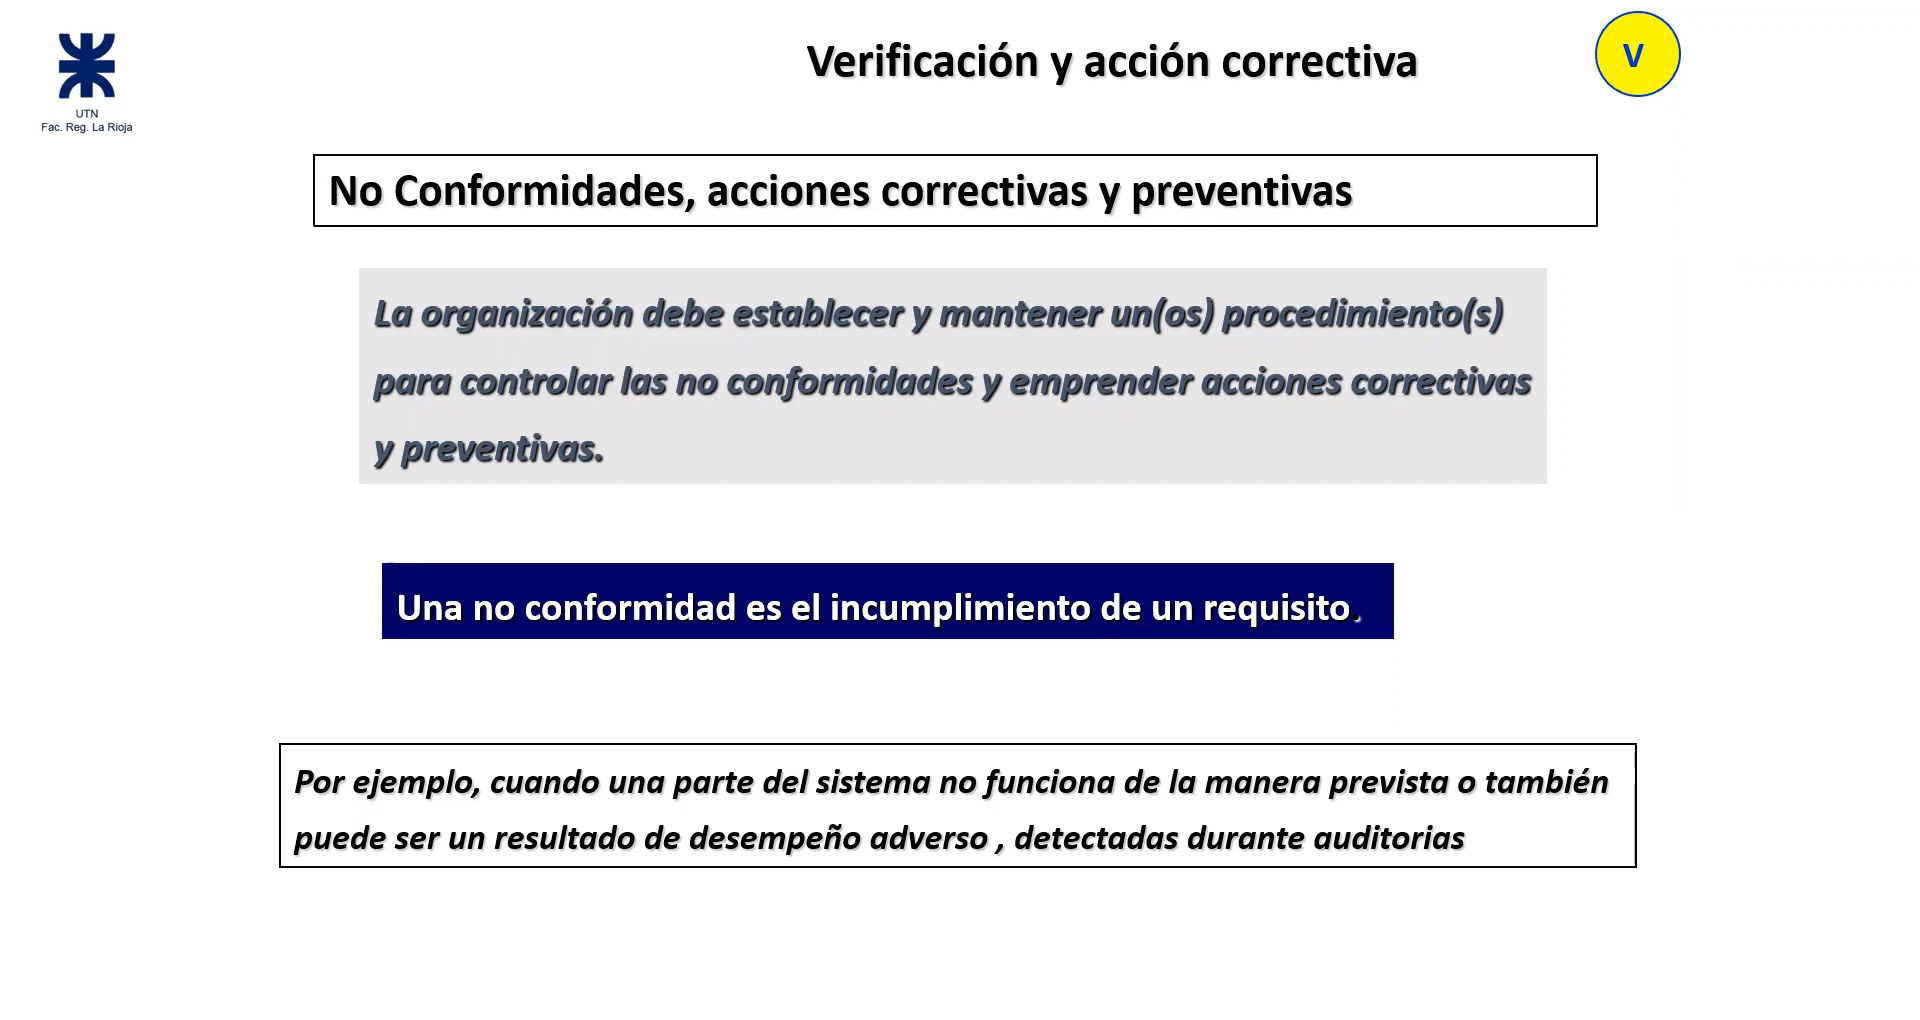 UTN
Fac. Reg. La Rioja
Verificación y acción correctiva
V
No Conformidades, acciones correctivas y preventivas
La organización debe establecer y mantener un(os) procedimiento(s)
para controlar las no conformidades y emprender acciones correctivas
y preventivas.
Una no conformidad es el incumplimiento de un requisito.
Por ejemplo, cuando una parte del sistema no funciona de la manera prevista o también
puede ser un resultado de desempeño adverso , detectadas durante auditorias